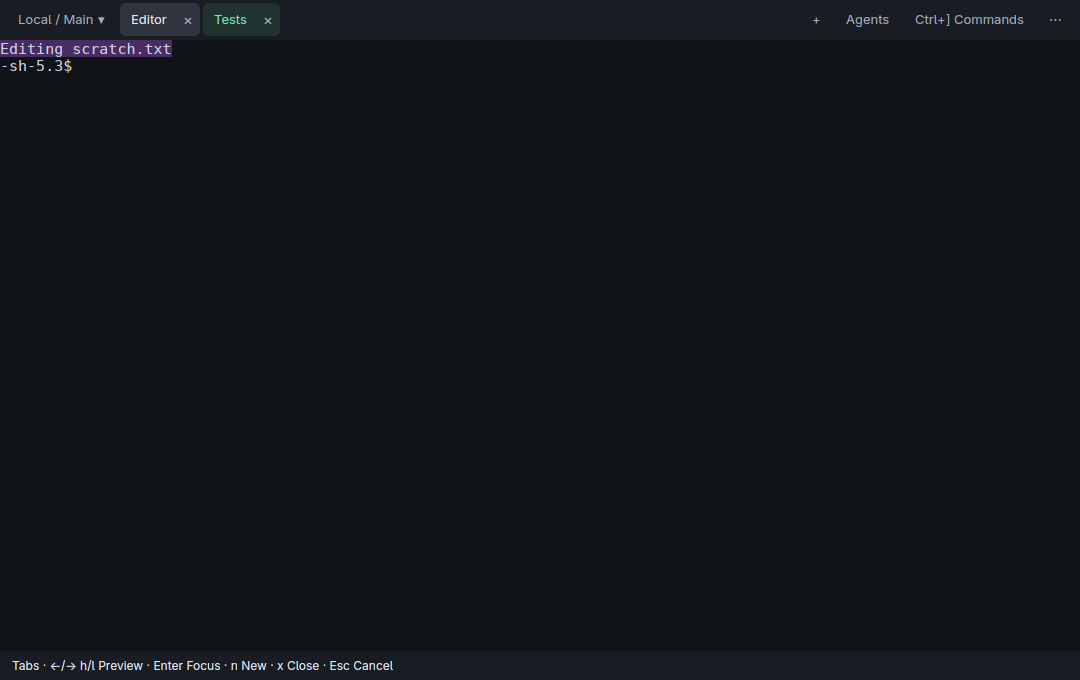 Local / Main ▾ Editor × Tests × + Agents Ctrl+] Commands ⋯
Editing scratch.txt
-sh-5.3$
Tabs · ←/→ h/l Preview · Enter Focus · n New · x Close · Esc Cancel